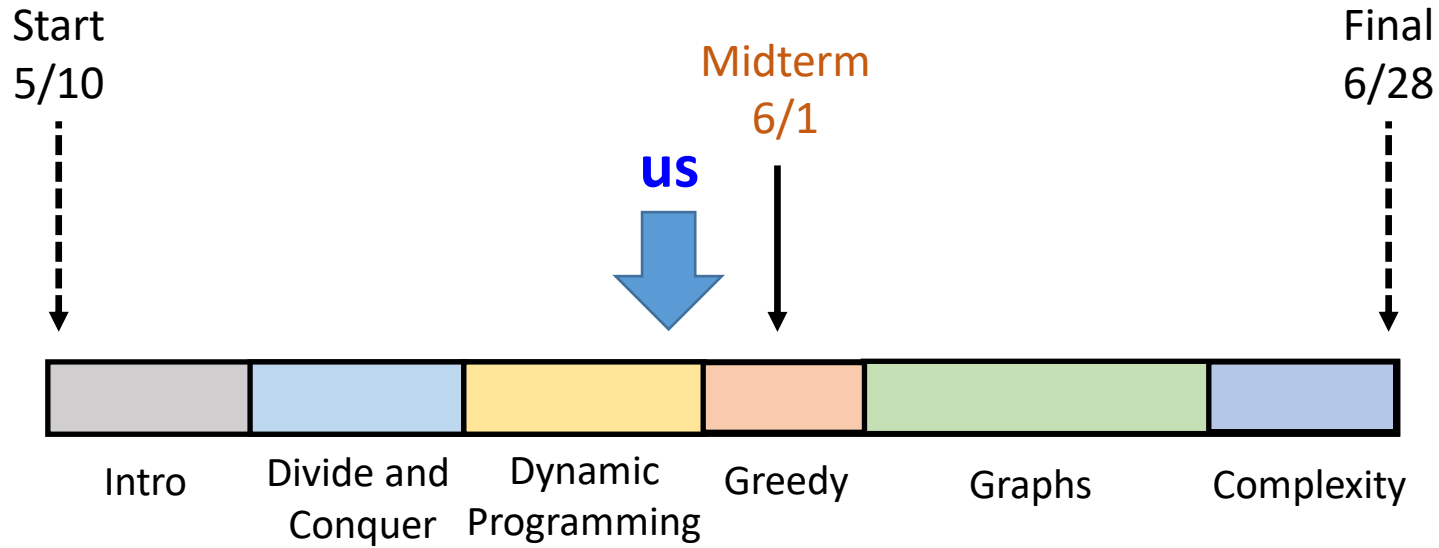 Start
5/10
Midterm
6/1
us
Final
6/28
Intro
Divide and
Conquer
Dynamic
Programming
Greedy
Graphs
Complexity